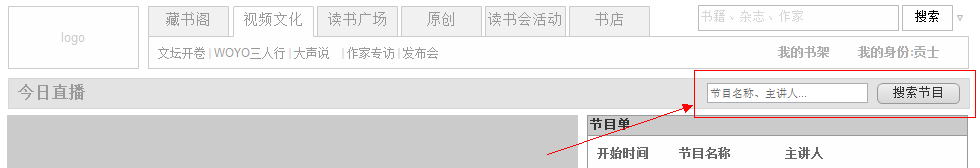 logo
藏书阁 视频文化 读书广场 原创 读书会活动 书店
书籍、杂志、作家 搜索
文坛开卷 | WOYO三人行 | 大声说 | 作家专访 | 发布会
我的书架 我的身份:贡士
今日直播
节目名称、主讲人... 搜索节目
节目单
开始时间 节目名称 主讲人